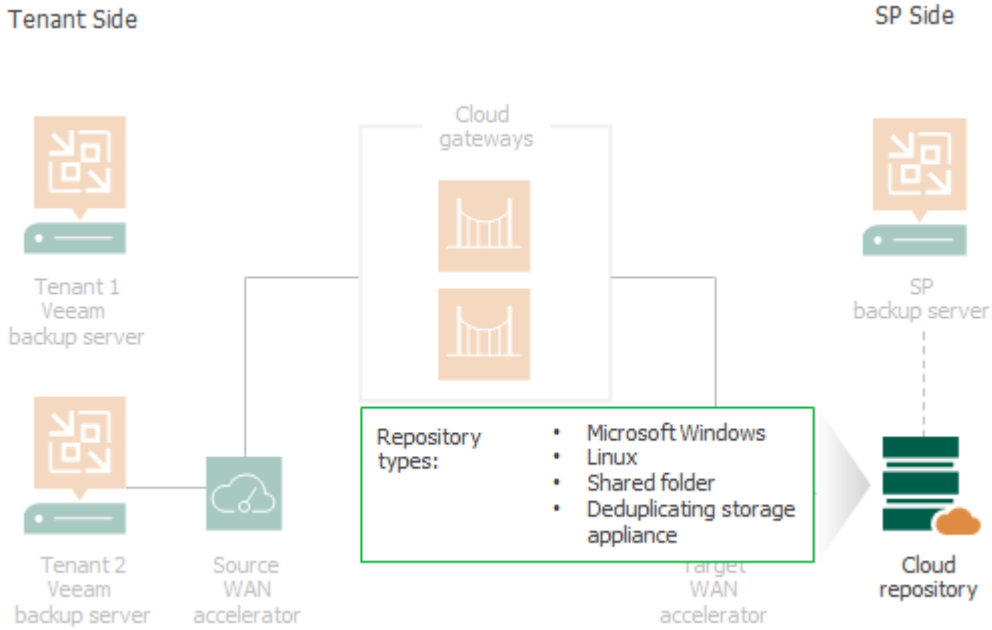 Tenant Side
SP Side
Cloud
gateways
Tenant 1
Veeam
backup server
SP
backup server
Repository
types:
• Microsoft Windows
• Linux
• Shared folder
• Deduplicating storage
appliance
Tenant 2
Veeam
backup server
Source
WAN
accelerator
Target
WAN
accelerator
Cloud
repository